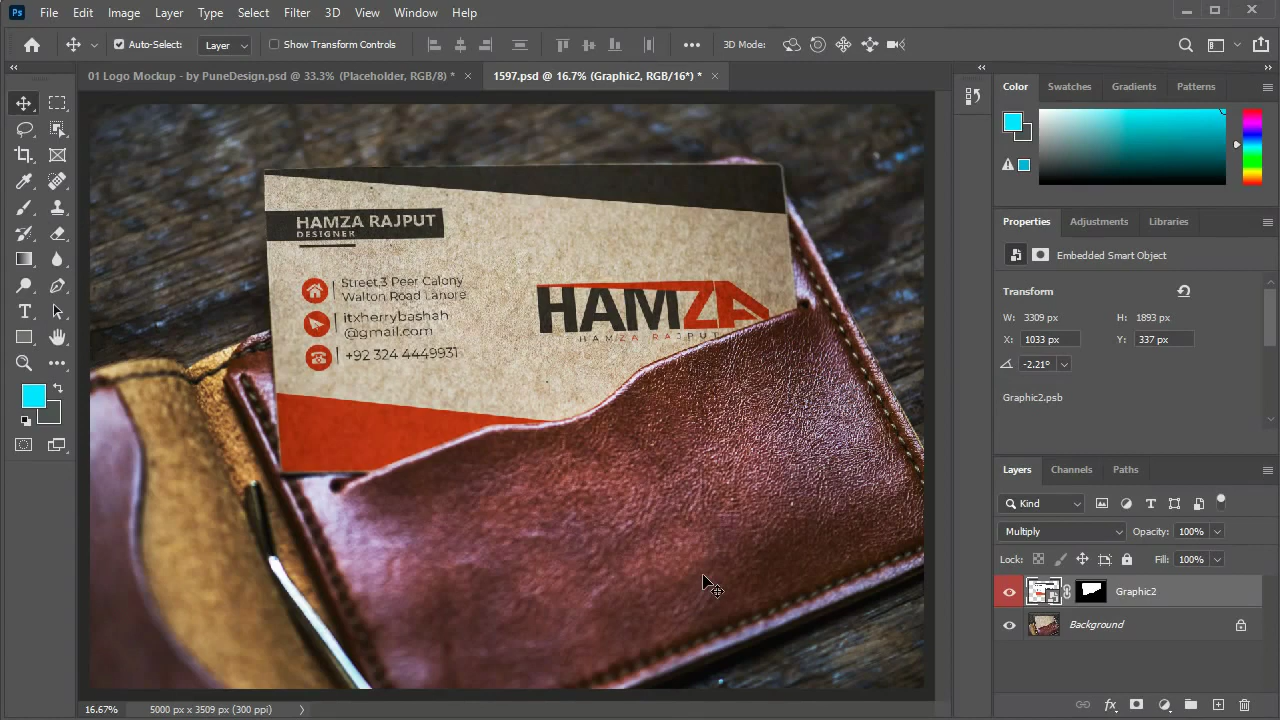 File Edit Image Layer Type Select Filter 3D View Window Help
Auto-Select: Layer Show Transform Controls 3D Mode:
01 Logo Mockup - by PuneDesign.psd @ 33.3% (Placeholder, RGB/8) *
1597.psd @ 16.7% (Graphic2, RGB/16*) *
HAMZA RAJPUT
DESIGNER
Street,3 Peer Calony
Walton Road Lahore
itxherrybashah
@gmail.com
+92 324 4449931
HAMZA
HAMZA RAJPUT
Color Swatches Gradients Patterns
Properties Adjustments Libraries
Embedded Smart Object
Transform
W: 3309 px H: 1893 px
X: 1033 px Y: 337 px
-2.21°
Graphic2.psb
Layers Channels Paths
Kind
Multiply Opacity: 100%
Lock: Fill: 100%
Graphic2
Background
16.67% 5000 px x 3509 px (300 ppi)
Ps